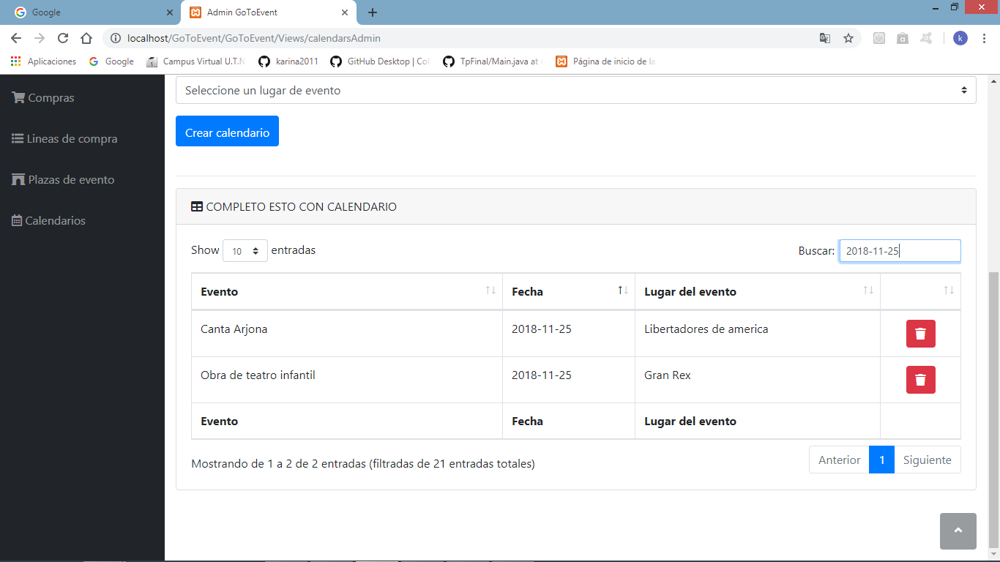 Google
Admin GoToEvent
localhost/GoToEvent/GoToEvent/Views/calendarsAdmin
k
Aplicaciones
Google
Campus Virtual U.T.N
karina2011
GitHub Desktop | Co
TpFinal/Main.java at
Página de inicio de la
Compras
Lineas de compra
Plazas de evento
Calendarios
Seleccione un lugar de evento
Crear calendario
COMPLETO ESTO CON CALENDARIO
Show 10 entradas
Buscar: 2018-11-25
Evento Fecha Lugar del evento
Canta Arjona 2018-11-25 Libertadores de america
Obra de teatro infantil 2018-11-25 Gran Rex
Evento Fecha Lugar del evento
Mostrando de 1 a 2 de 2 entradas (filtradas de 21 entradas totales)
Anterior 1 Siguiente